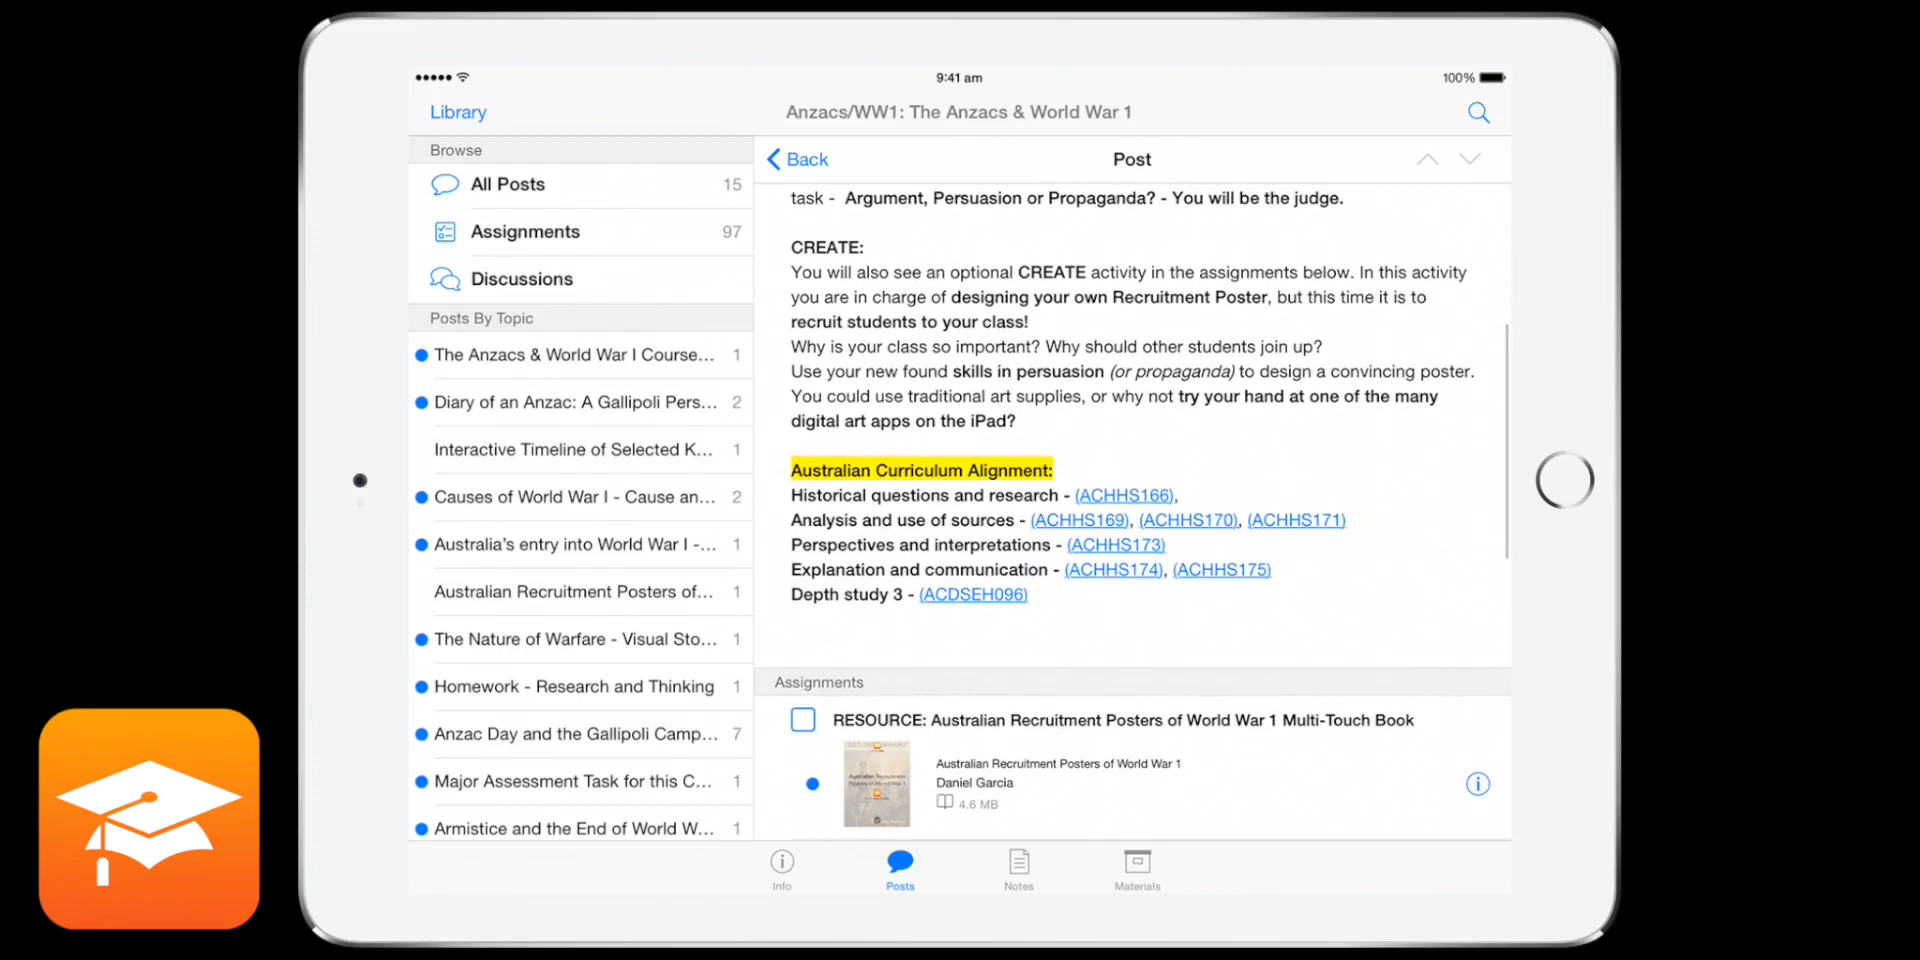 9:41 am
100%
Library
Anzacs/WW1: The Anzacs & World War 1
Browse
All Posts 15
Assignments 97
Discussions
Posts By Topic
The Anzacs & World War I Course... 1
Diary of an Anzac: A Gallipoli Pers... 2
Interactive Timeline of Selected K... 1
Causes of World War I - Cause an... 2
Australia's entry into World War I -... 1
Australian Recruitment Posters of... 1
The Nature of Warfare - Visual Sto... 1
Homework - Research and Thinking 1
Anzac Day and the Gallipoli Camp... 7
Major Assessment Task for this C... 1
Armistice and the End of World W... 1
Back
Post
task - Argument, Persuasion or Propaganda? - You will be the judge.
CREATE:
You will also see an optional CREATE activity in the assignments below. In this activity
you are in charge of designing your own Recruitment Poster, but this time it is to
recruit students to your class!
Why is your class so important? Why should other students join up?
Use your new found skills in persuasion (or propaganda) to design a convincing poster.
You could use traditional art supplies, or why not try your hand at one of the many
digital art apps on the iPad?
Australian Curriculum Alignment:
Historical questions and research - (ACHHS166),
Analysis and use of sources - (ACHHS169), (ACHHS170), (ACHHS171)
Perspectives and interpretations - (ACHHS173)
Explanation and communication - (ACHHS174), (ACHHS175)
Depth study 3 - (ACDSEH096)
Assignments
RESOURCE: Australian Recruitment Posters of World War 1 Multi-Touch Book
Australian Recruitment
Posters of World War 1
Australian Recruitment Posters of World War 1
Daniel Garcia
4.6 MB
Info
Posts
Notes
Materials